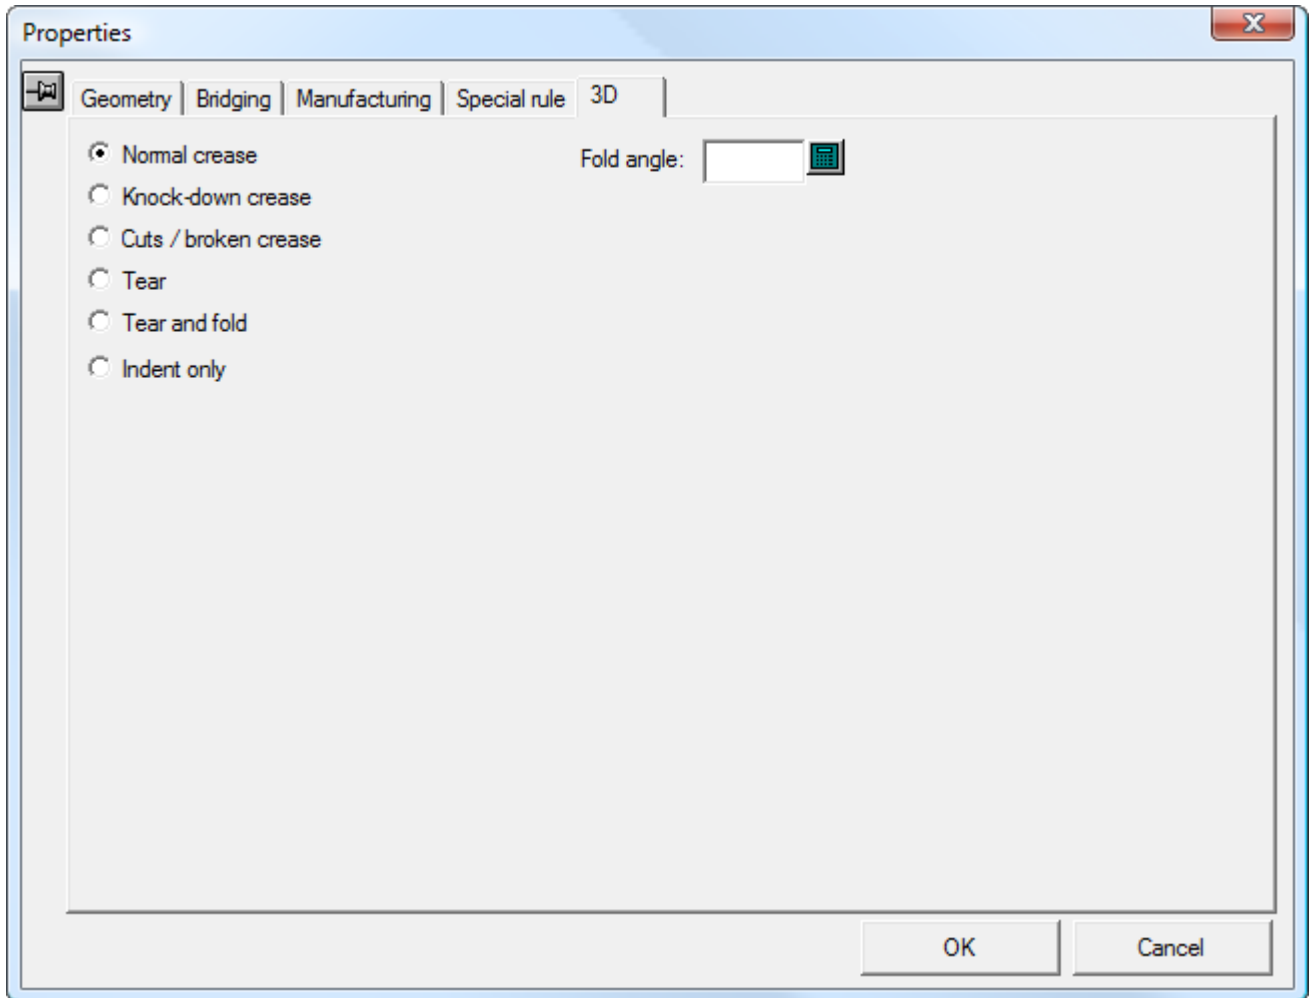 Properties
Geometry Bridging Manufacturing Special rule 3D
Normal crease Fold angle:
Knock-down crease
Cuts / broken crease
Tear
Tear and fold
Indent only
OK Cancel